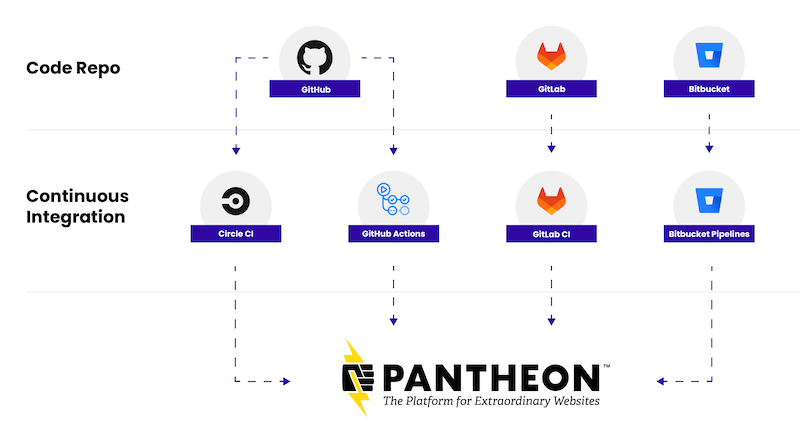 Code Repo
GitHub
GitLab
Bitbucket
Continuous
Integration
Circle CI
GitHub Actions
GitLab CI
Bitbucket Pipelines
PANTHEON™
The Platform for Extraordinary Websites